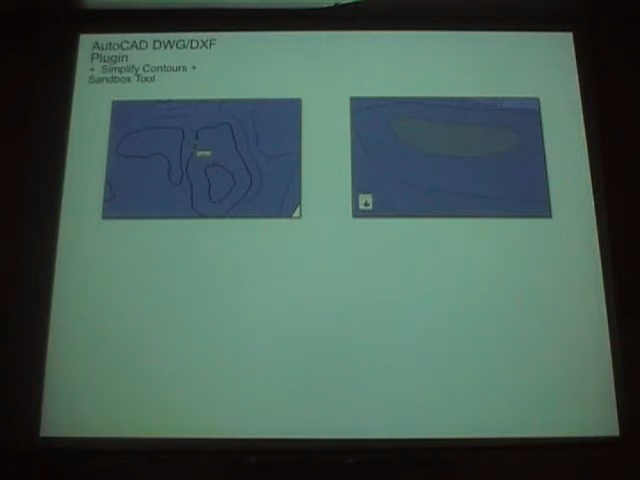 AutoCAD DWG/DXF
Plugin
+ Simplify Contours +
Sandbox Tool